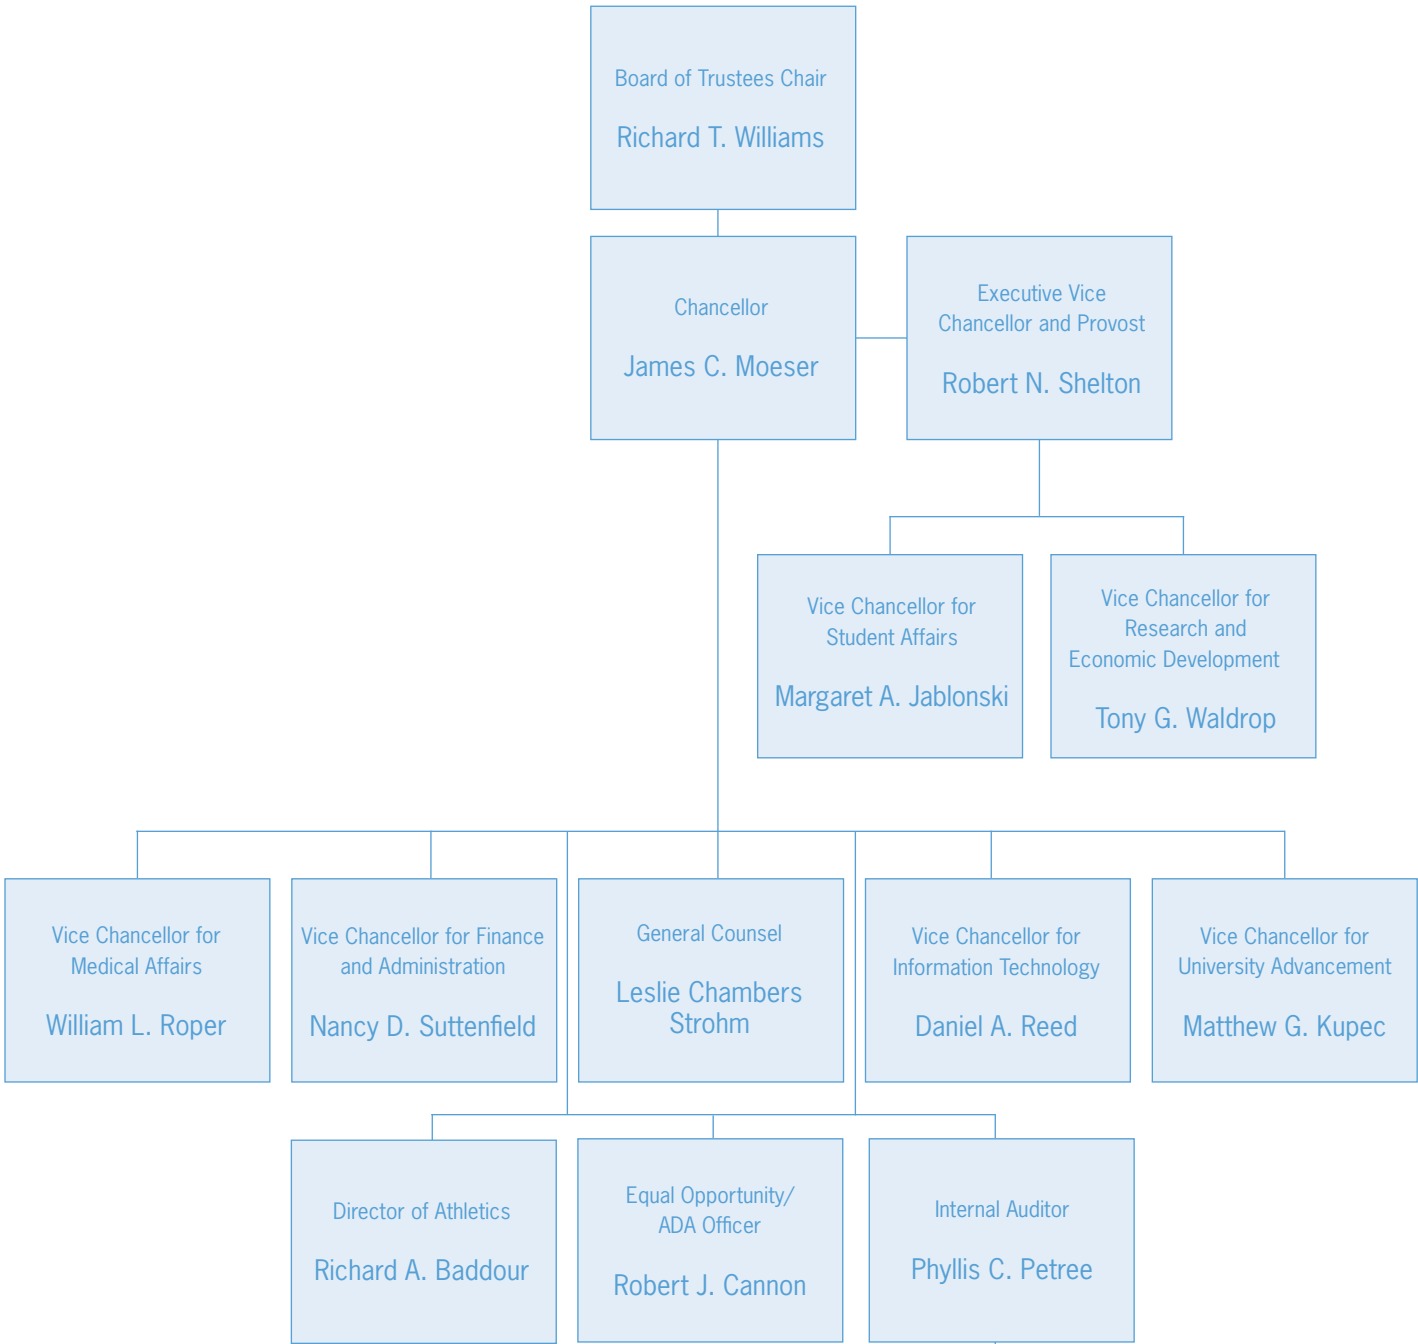 Board of Trustees Chair
Richard T. Williams
Chancellor
James C. Moeser
Executive Vice
Chancellor and Provost
Robert N. Shelton
Vice Chancellor for
Student Affairs
Margaret A. Jablonski
Vice Chancellor for
Research and
Economic Development
Tony G. Waldrop
Vice Chancellor for
Medical Affairs
William L. Roper
Vice Chancellor for Finance
and Administration
Nancy D. Suttenfield
General Counsel
Leslie Chambers
Strohm
Vice Chancellor for
Information Technology
Daniel A. Reed
Vice Chancellor for
University Advancement
Matthew G. Kupec
Director of Athletics
Richard A. Baddour
Equal Opportunity/
ADA Officer
Robert J. Cannon
Internal Auditor
Phyllis C. Petree